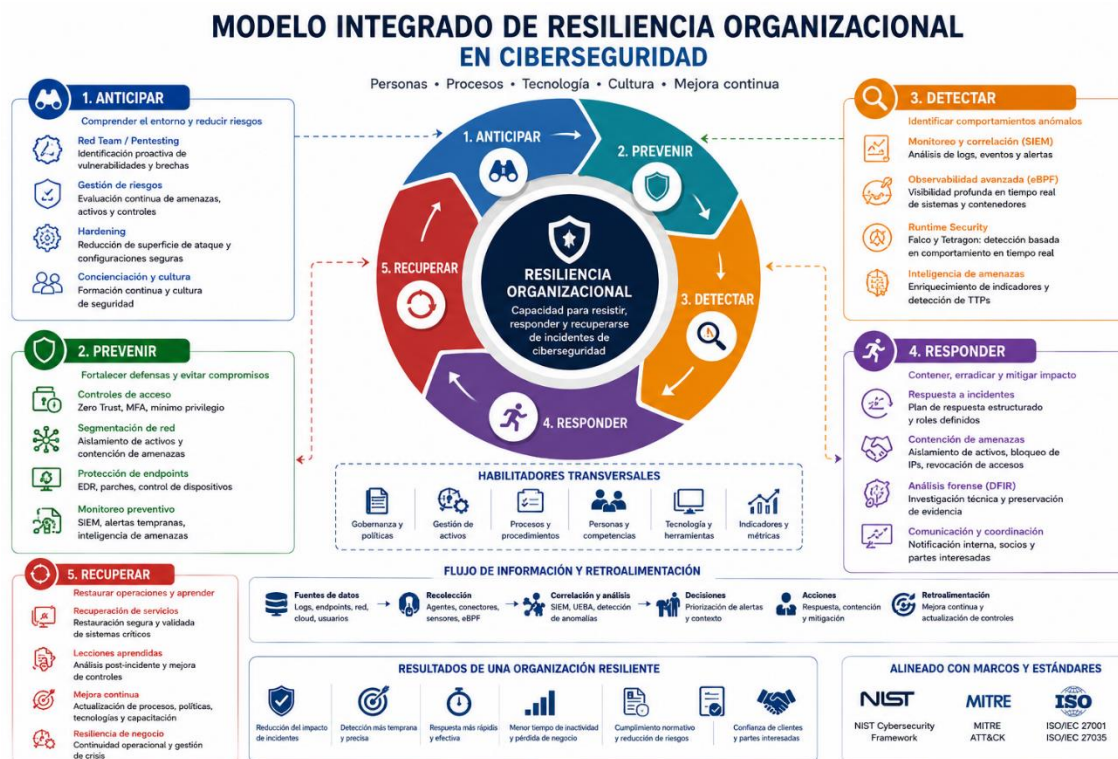 MODELO INTEGRADO DE RESILIENCIA ORGANIZACIONAL
EN CIBERSEGURIDAD
Personas • Procesos • Tecnología • Cultura • Mejora continua
1. ANTICIPAR
Comprender el entorno y reducir riesgos
Red Team / Pentesting
Identificación proactiva de
vulnerabilidades y brechas
Gestión de riesgos
Evaluación continua de amenazas,
activos y controles
Hardening
Reducción de superficie de ataque y
configuraciones seguras
Concienciación y cultura
Formación continua y cultura
de seguridad
2. PREVENIR
Fortalecer defensas y evitar compromisos
Controles de acceso
Zero Trust, MFA, mínimo privilegio
Segmentación de red
Aislamiento de activos y
contención de amenazas
Protección de endpoints
EDR, parches, control de dispositivos
Monitoreo preventivo
SIEM, alertas tempranas,
inteligencia de amenazas
5. RECUPERAR
Restaurar operaciones y aprender
Recuperación de servicios
Restauración segura y validada
de sistemas críticos
Lecciones aprendidas
Análisis post-incidente y mejora
de controles
Mejora continua
Actualización de procesos, políticas,
tecnologías y capacitación
Resiliencia de negocio
Continuidad operacional y gestión
de crisis
1. ANTICIPAR
2. PREVENIR
3. DETECTAR
4. RESPONDER
5. RECUPERAR
RESILIENCIA
ORGANIZACIONAL
Capacidad para resistir,
responder y recuperarse
de incidentes de
ciberseguridad
3. DETECTAR
Identificar comportamientos anómalos
Monitoreo y correlación (SIEM)
Análisis de logs, eventos y alertas
Observabilidad avanzada (eBPF)
Visibilidad profunda en tiempo real
de sistemas y contenedores
Runtime Security
Falco y Tetragon: detección basada
en comportamiento en tiempo real
Inteligencia de amenazas
Enriquecimiento de indicadores y
detección de TTPs
4. RESPONDER
Contener, erradicar y mitigar impacto
Respuesta a incidentes
Plan de respuesta estructurado
y roles definidos
Contención de amenazas
Aislamiento de activos, bloqueo de
IPs, revocación de accesos
Análisis forense (DFIR)
Investigación técnica y preservación
de evidencia
Comunicación y coordinación
Notificación interna, socios y
partes interesadas
HABILITADORES TRANSVERSALES
Gobernanza y
políticas
Gestión de
activos
Procesos y
procedimientos
Personas y
competencias
Tecnología y
herramientas
Indicadores y
métricas
FLUJO DE INFORMACIÓN Y RETROALIMENTACIÓN
Fuentes de datos
Logs, endpoints, red,
cloud, usuarios
Recolección
Agentes, conectores,
sensores, eBPF
Correlación y análisis
SIEM, UEBA, detección
de anomalías
Decisiones
Priorización de alertas
y contexto
Acciones
Respuesta, contención
y mitigación
Retroalimentación
Mejora continua y
actualización de controles
RESULTADOS DE UNA ORGANIZACIÓN RESILIENTE
Reducción del impacto
de incidentes
Detección más temprana
y precisa
Respuesta más rápidis
y efectiva
Menor tiempo de inactividad
y pérdida de negocio
Cumplimiento normativo
y reducción de riesgos
Confianza de clientes
y partes interesadas
ALINEADO CON MARCOS Y ESTÁNDARES
NIST
NIST Cybersecurity
Framework
MITRE
MITRE
ATT&CK
ISO
ISO/IEC 27001
ISO/IEC 27035